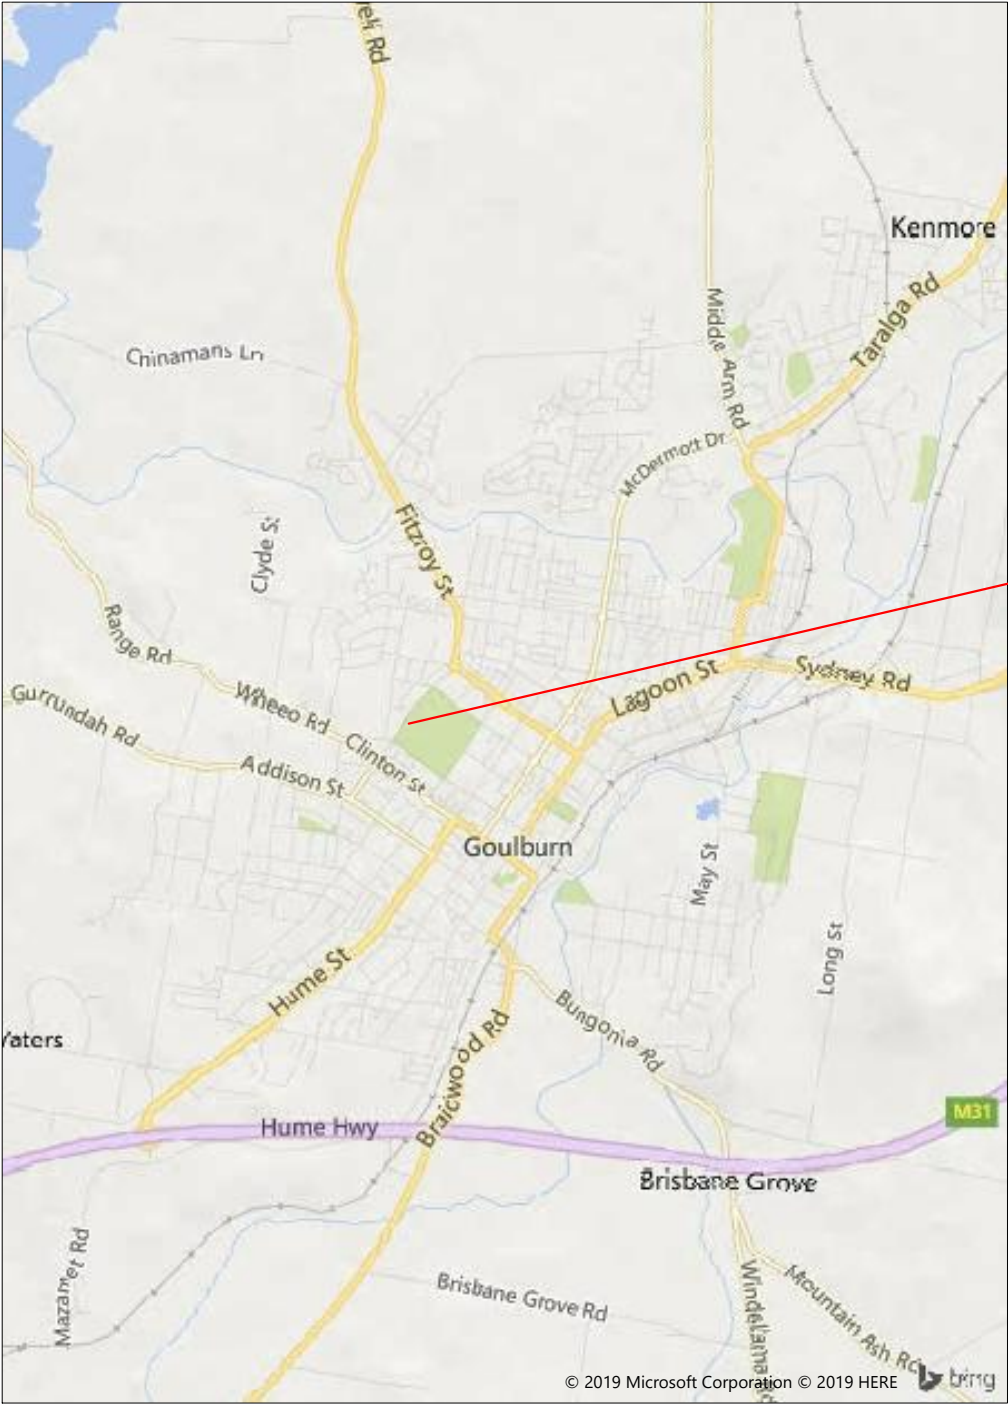 Kenmore
Taralga Rd
Middle Arm Rd
Chinamans Ln
McDermott Dr
Fitzroy St
Clyde St
Range Rd
Wheeo Rd
Gurrundah Rd
Addison St
Clinton St
Lagoon St
Sydney Rd
Goulburn
May St
Long St
Hume St
Bungonia Rd
Braidwood Rd
Hume Hwy
M31
Brisbane Grove
Mazamet Rd
Brisbane Grove Rd
Windellama Rd
Mountain Ash Rd
© 2019 Microsoft Corporation © 2019 HERE
bing